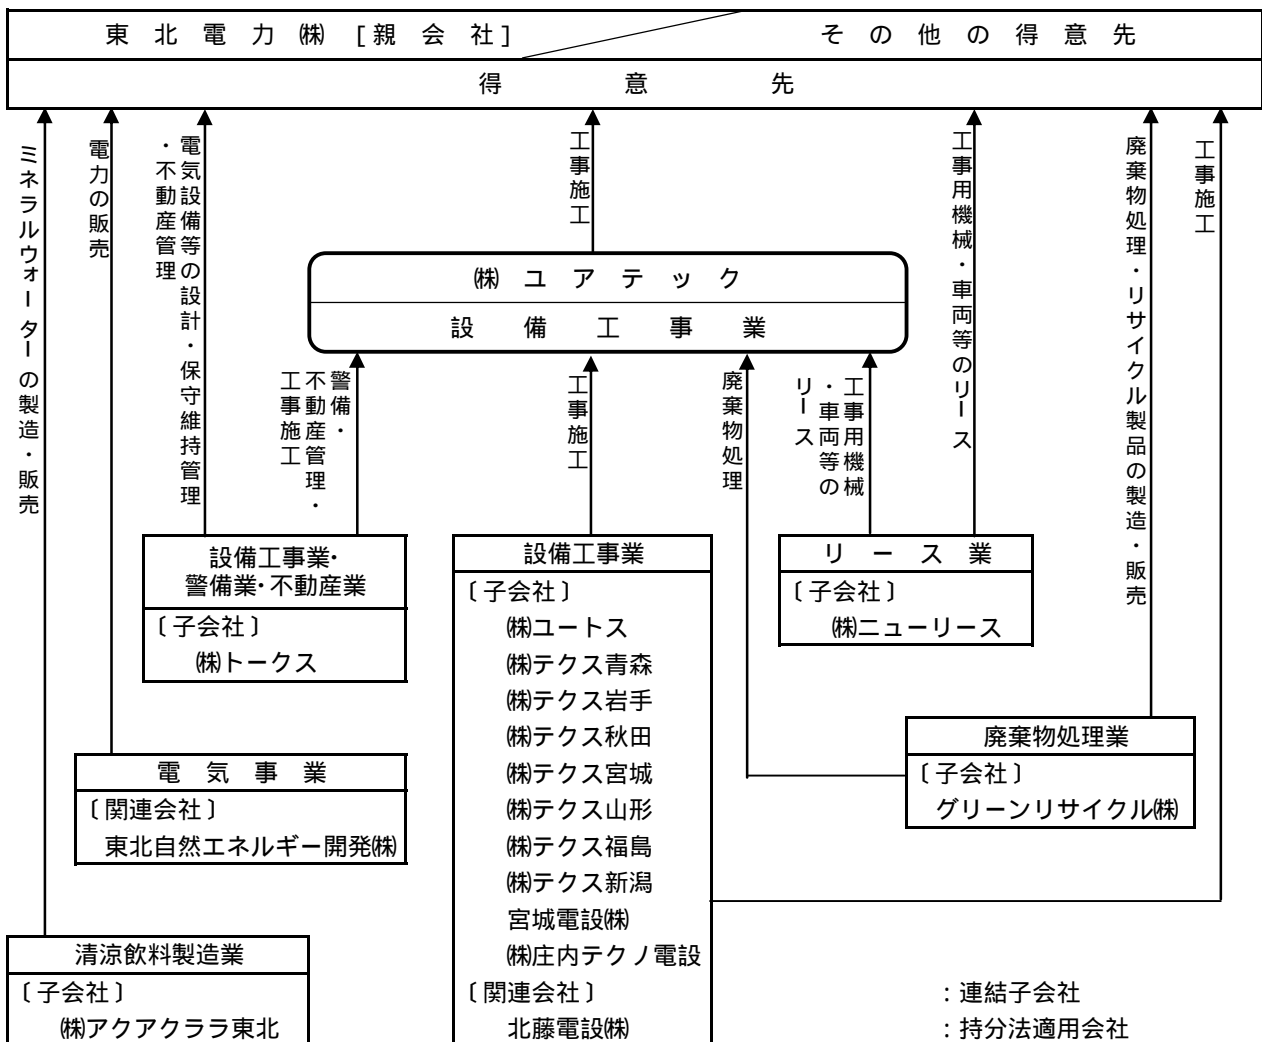 東北電力㈱［親会社］
その他の得意先
得意先
ミネラルウォーターの製造・販売
電力の販売
電気設備等の設計・保守維持管理
・不動産管理
工事施工
工事用機械・車両等のリース
廃棄物処理・リサイクル製品の製造・販売
工事施工
㈱ユアテック
設備工事業
警備・
不動産管理・
工事施工
工事施工
廃棄物処理
工事用機械
・車両等の
リース
設備工事業・
警備業・不動産業
〔子会社〕
㈱トークス
設備工事業
〔子会社〕
㈱ユートス
㈱テクス青森
㈱テクス岩手
㈱テクス秋田
㈱テクス宮城
㈱テクス山形
㈱テクス福島
㈱テクス新潟
宮城電設㈱
㈱庄内テクノ電設
〔関連会社〕
北藤電設㈱
リース業
〔子会社〕
㈱ニューリース
廃棄物処理業
〔子会社〕
グリーンリサイクル㈱
電気事業
〔関連会社〕
東北自然エネルギー開発㈱
清涼飲料製造業
〔子会社〕
㈱アクアクララ東北
：連結子会社
：持分法適用会社